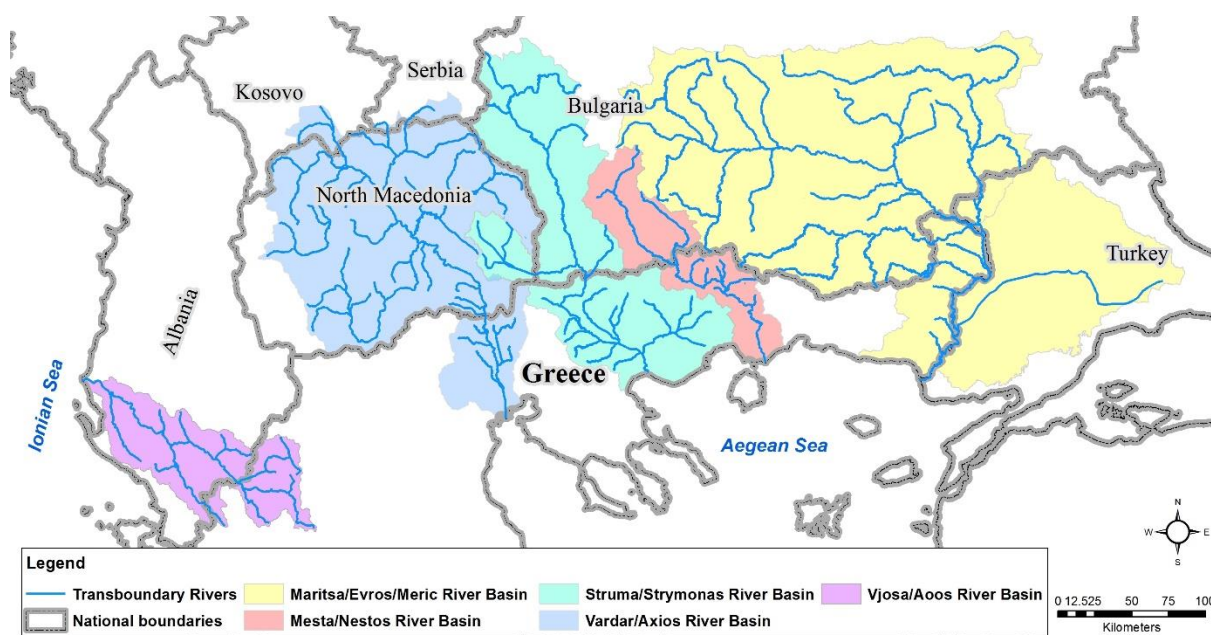 Serbia
Kosovo
Bulgaria
North Macedonia
Turkey
Albania
Greece
Ionian Sea
Aegean Sea
N
W E
S
Legend
Transboundary Rivers
Maritsa/Evros/Meric River Basin
Struma/Strymonas River Basin
Vjosa/Aoos River Basin
National boundaries
Mesta/Nestos River Basin
Vardar/Axios River Basin
0 12.525 50 75 100
Kilometers